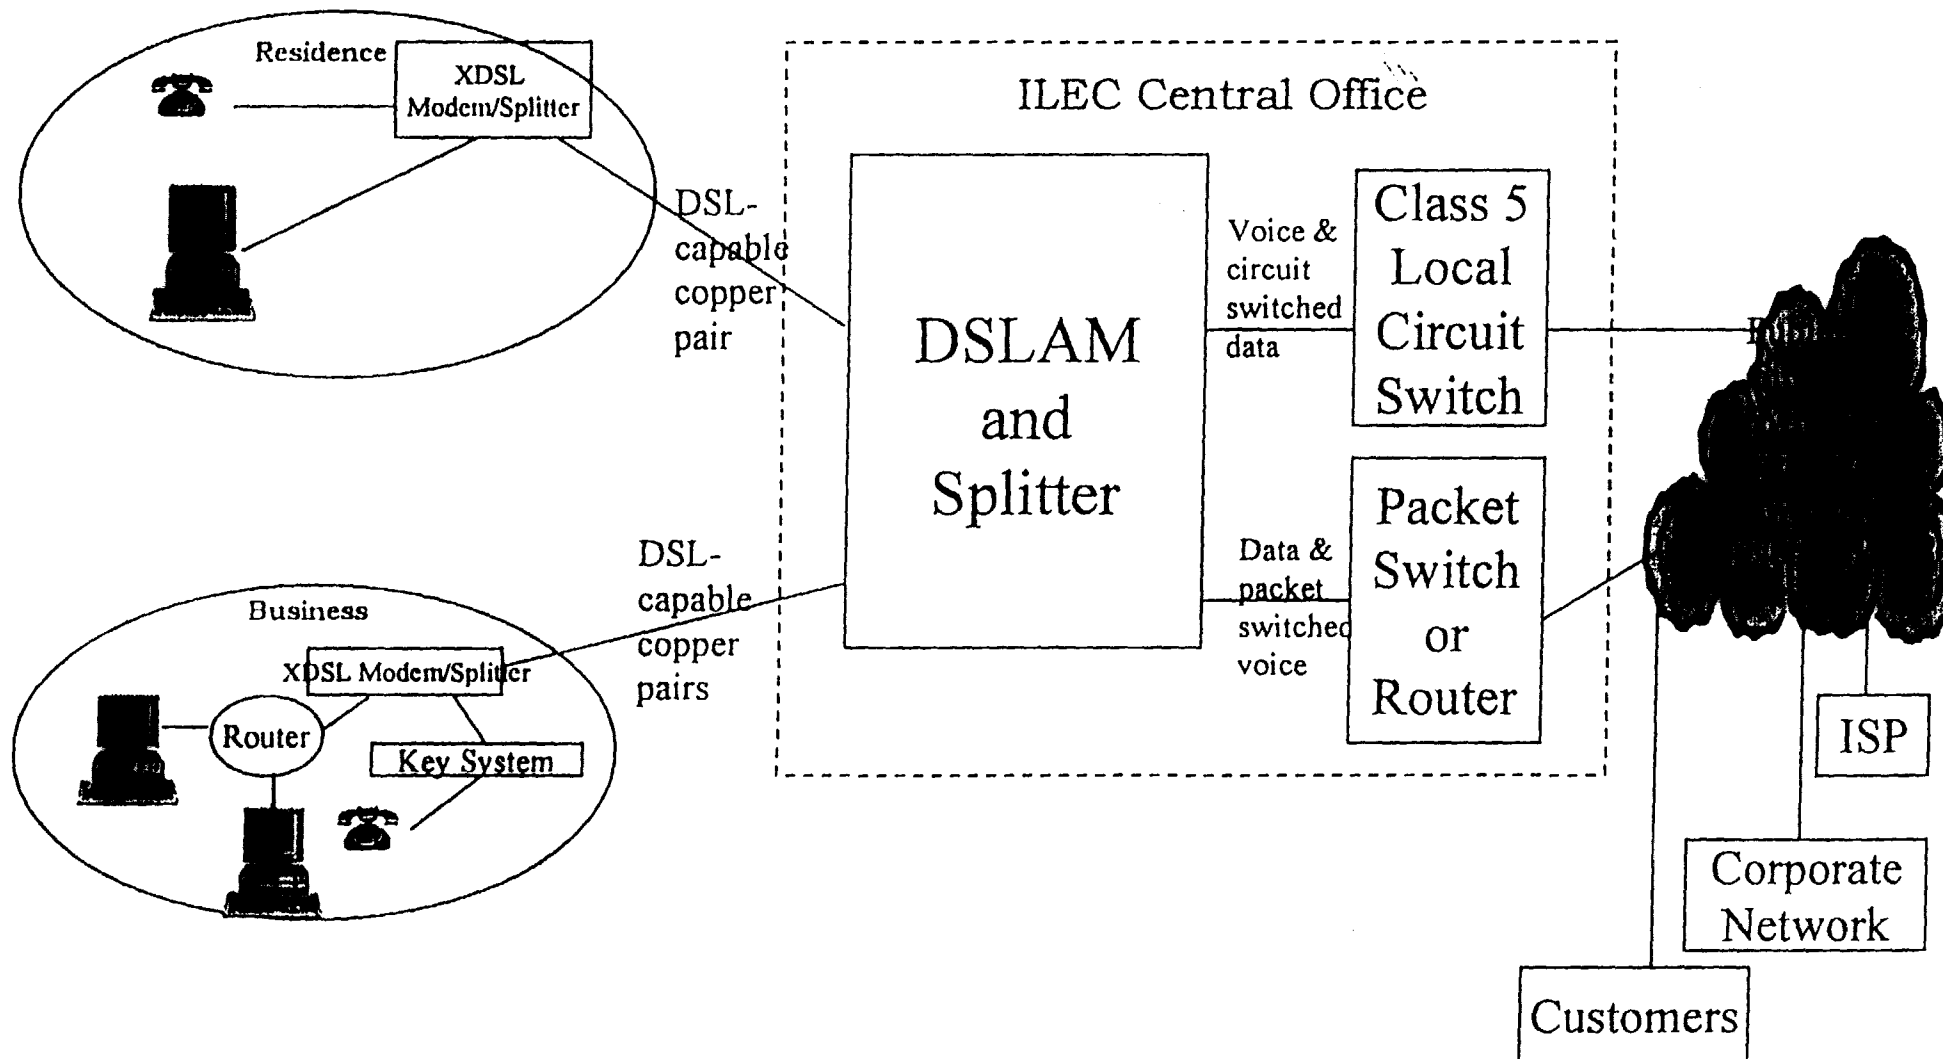 Residence
XDSL
Modem/Splitter
ILEC Central Office
DSL-
capable
copper
pair
DSLAM
and
Splitter
Voice &
circuit
switched
data
Class 5
Local
Circuit
Switch
DSL-
capable
copper
pairs
Data &
packet
switched
voice
Packet
Switch
or
Router
Business
XDSL Modem/Splitter
Router
Key System
ISP
Corporate
Network
Customers